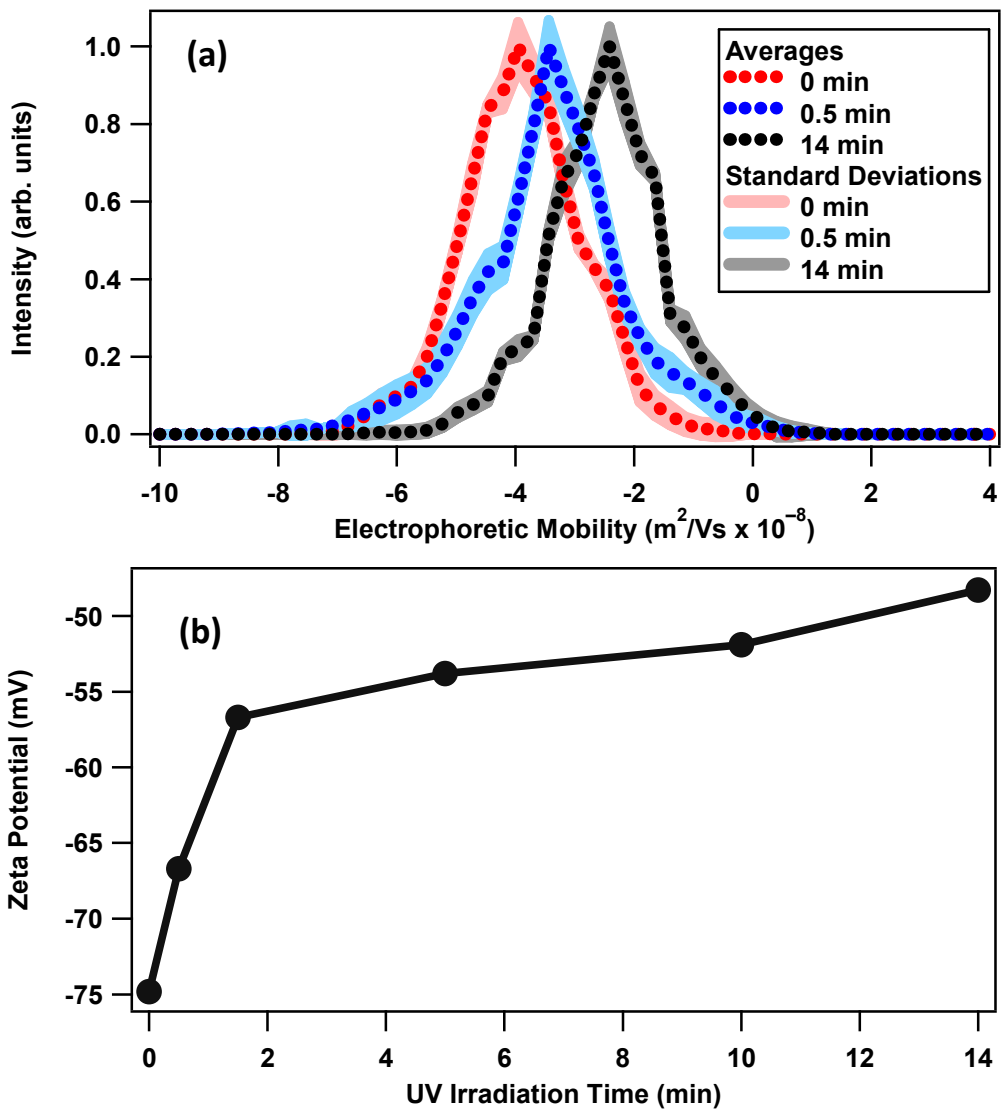 (a)
Intensity (arb. units)
1.0
0.8
0.6
0.4
0.2
0.0
Averages
0 min
0.5 min
14 min
Standard Deviations
0 min
0.5 min
14 min
-10 -8 -6 -4 -2 0 2 4
Electrophoretic Mobility (m²/Vs x 10⁻⁸)
(b)
Zeta Potential (mV)
-50
-55
-60
-65
-70
-75
0 2 4 6 8 10 12 14
UV Irradiation Time (min)